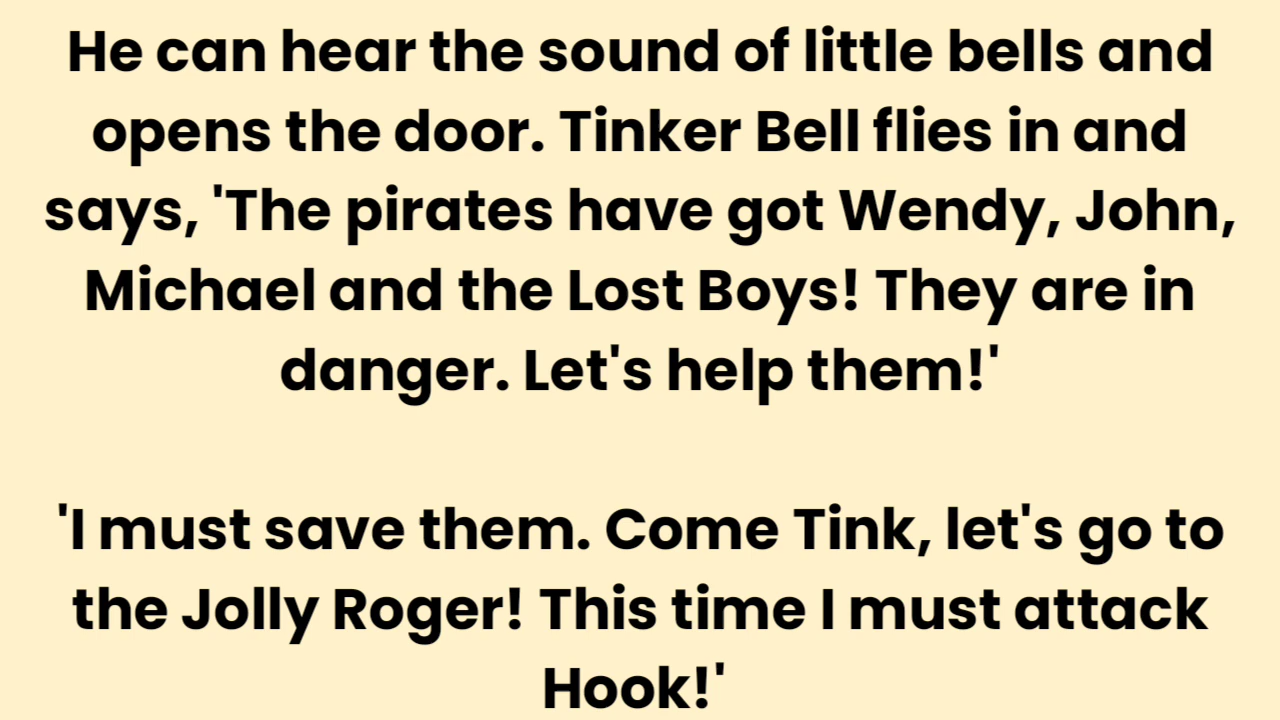 He can hear the sound of little bells and
opens the door. Tinker Bell flies in and
says, 'The pirates have got Wendy, John,
Michael and the Lost Boys! They are in
danger. Let's help them!'
'I must save them. Come Tink, let's go to
the Jolly Roger! This time I must attack
Hook!'